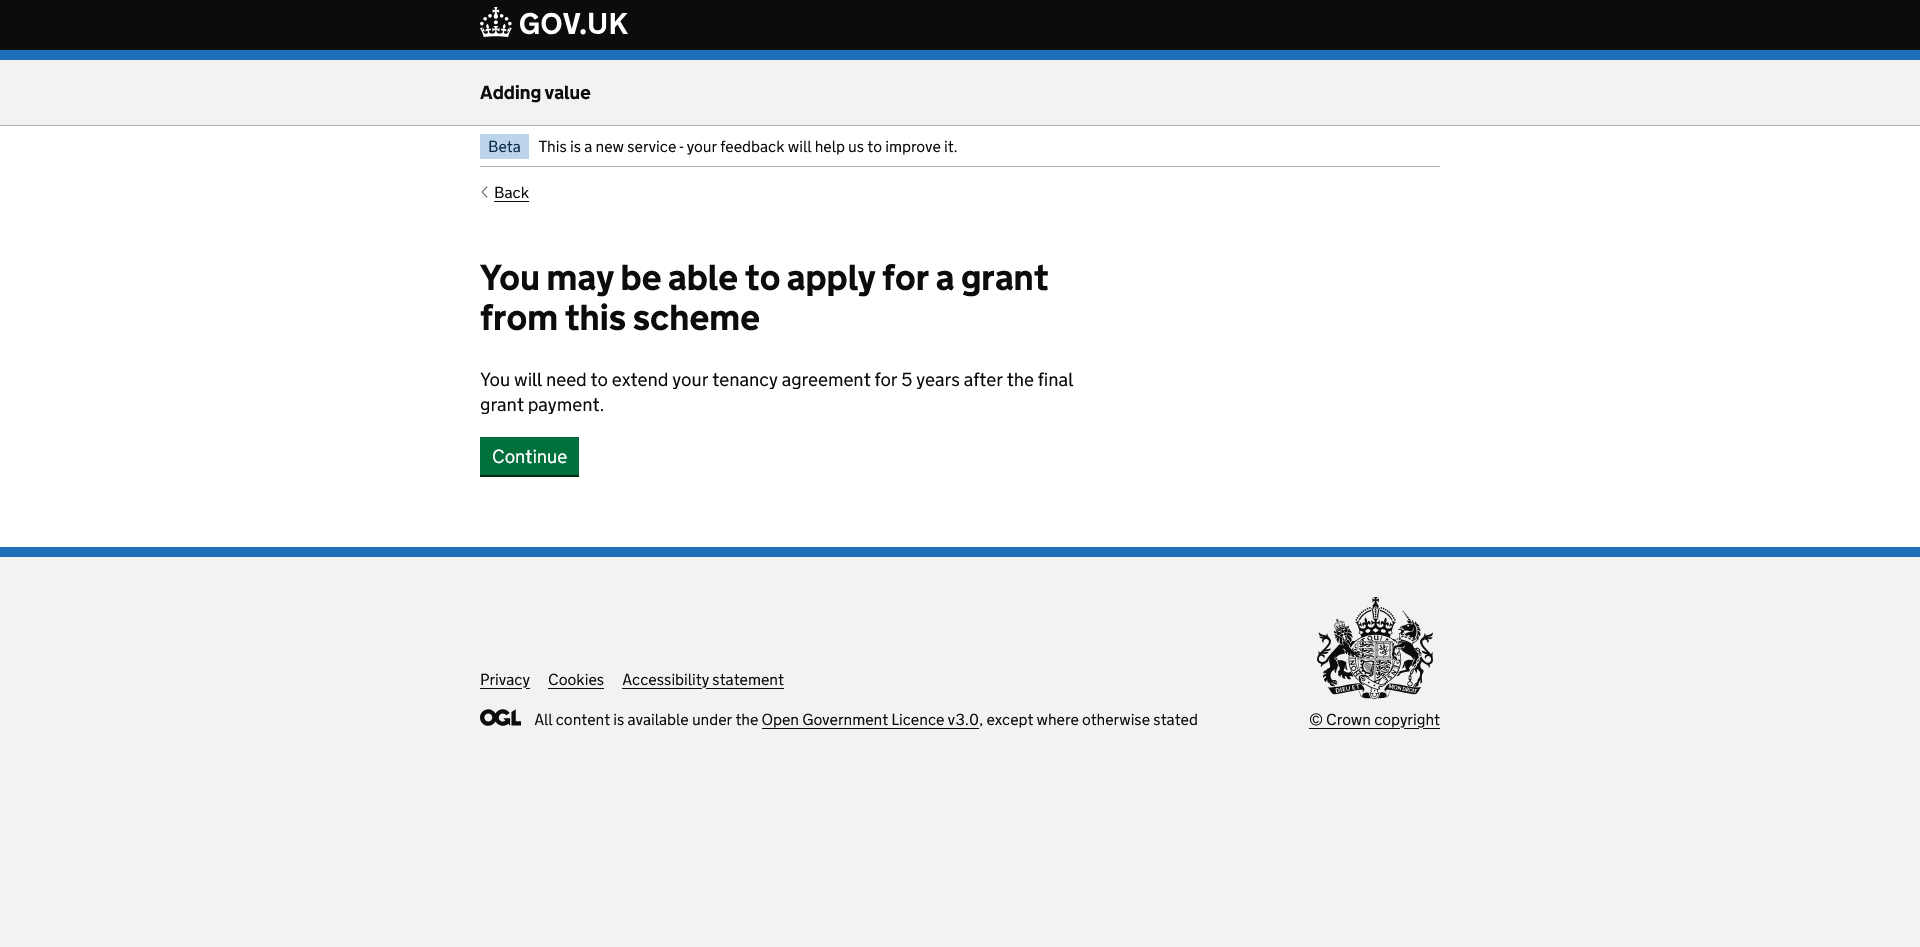 GOV.UK
Adding value
Beta This is a new service - your feedback will help us to improve it.
Back
You may be able to apply for a grant
from this scheme
You will need to extend your tenancy agreement for 5 years after the final
grant payment.
Continue
Privacy Cookies Accessibility statement
OGL All content is available under the Open Government Licence v3.0, except where otherwise stated
© Crown copyright